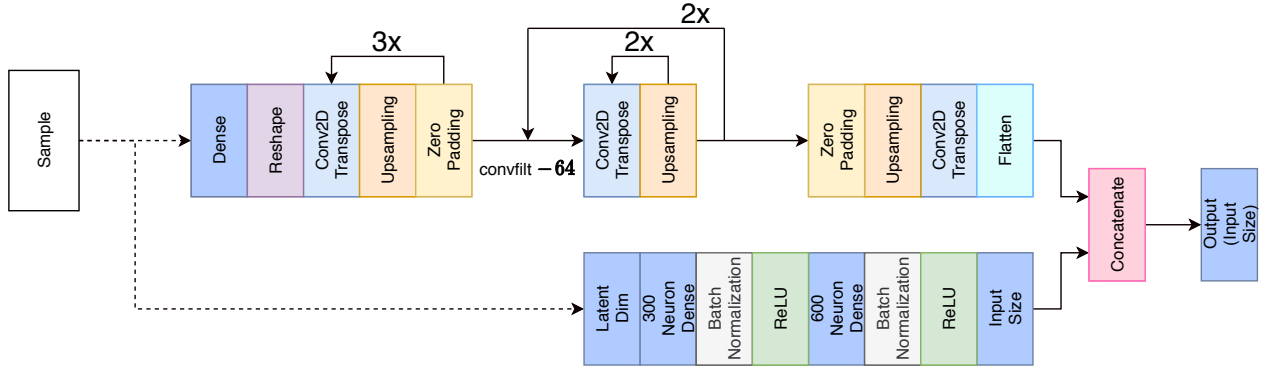 2x
3x
2x
Sample
Dense
Reshape
Conv2D
Transpose
Upsampling
Zero
Padding
convfilt −64
Conv2D
Transpose
Upsampling
Zero
Padding
Upsampling
Conv2D
Transpose
Flatten
Concatenate
Output
(Input
Size)
Latent
Dim
300
Neuron
Dense
Batch
Normalization
ReLU
600
Neuron
Dense
Batch
Normalization
ReLU
Input
Size